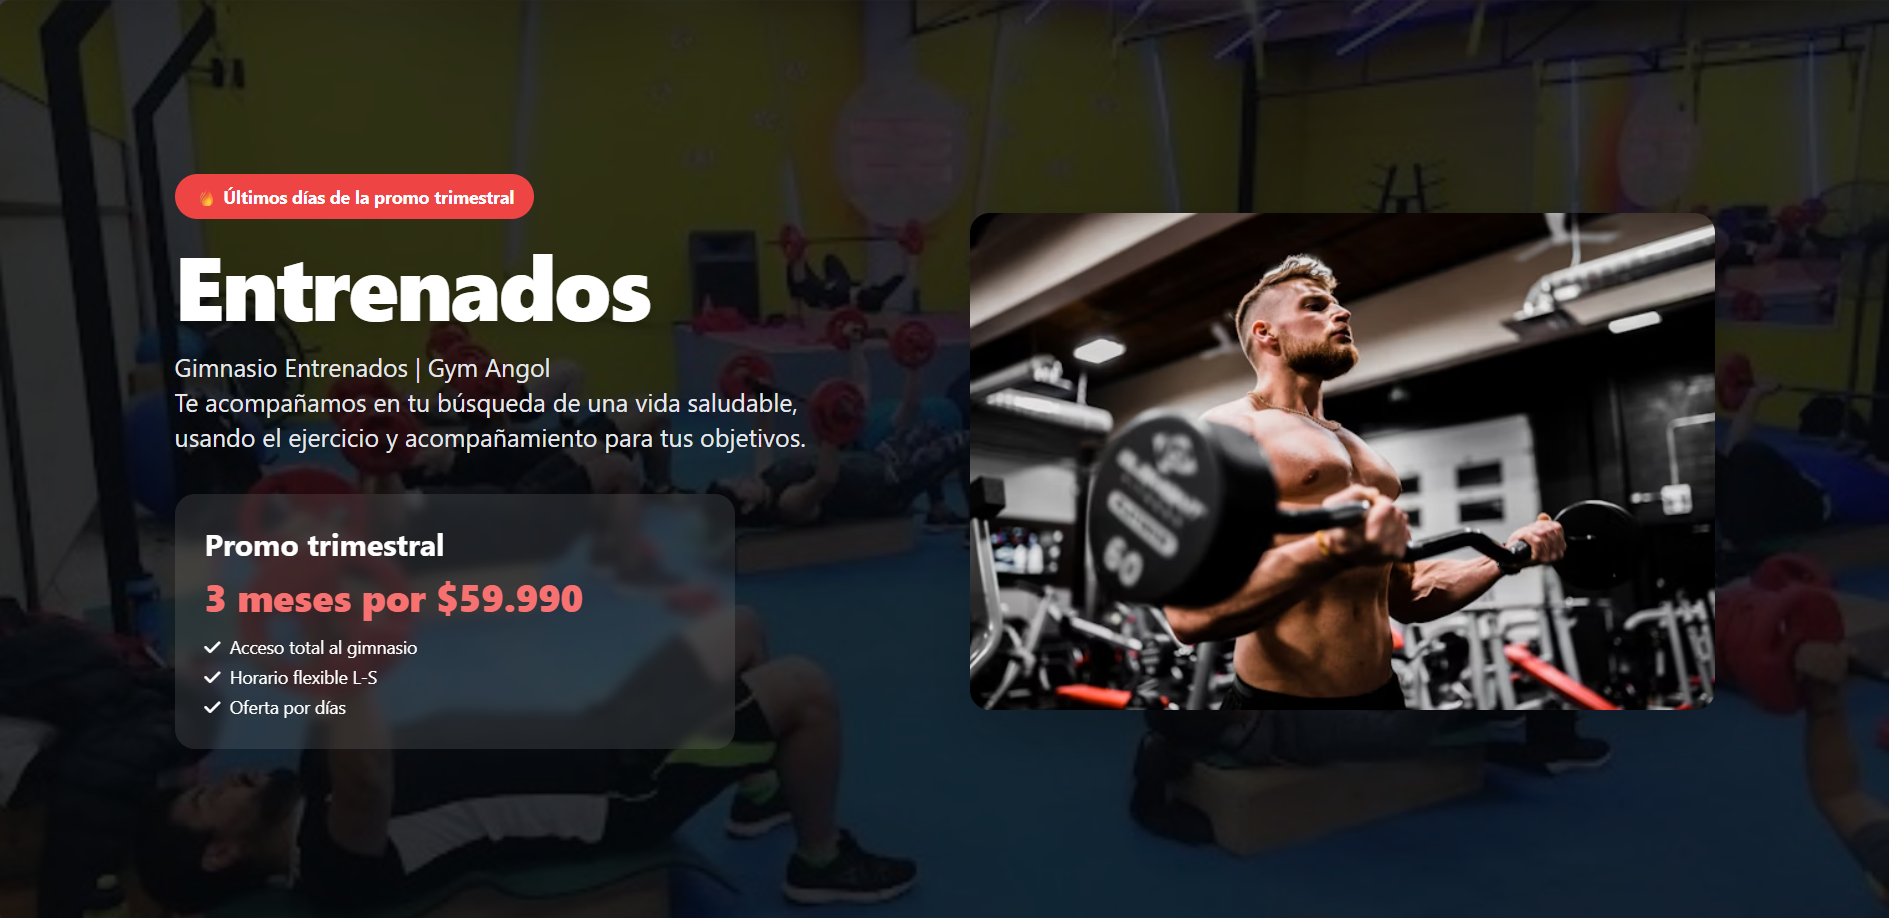 🔥 Últimos días de la promo trimestral
Entrenados
Gimnasio Entrenados | Gym Angol
Te acompañamos en tu búsqueda de una vida saludable,
usando el ejercicio y acompañamiento para tus objetivos.
Promo trimestral
3 meses por $59.990
Acceso total al gimnasio
Horario flexible L-S
Oferta por días
60